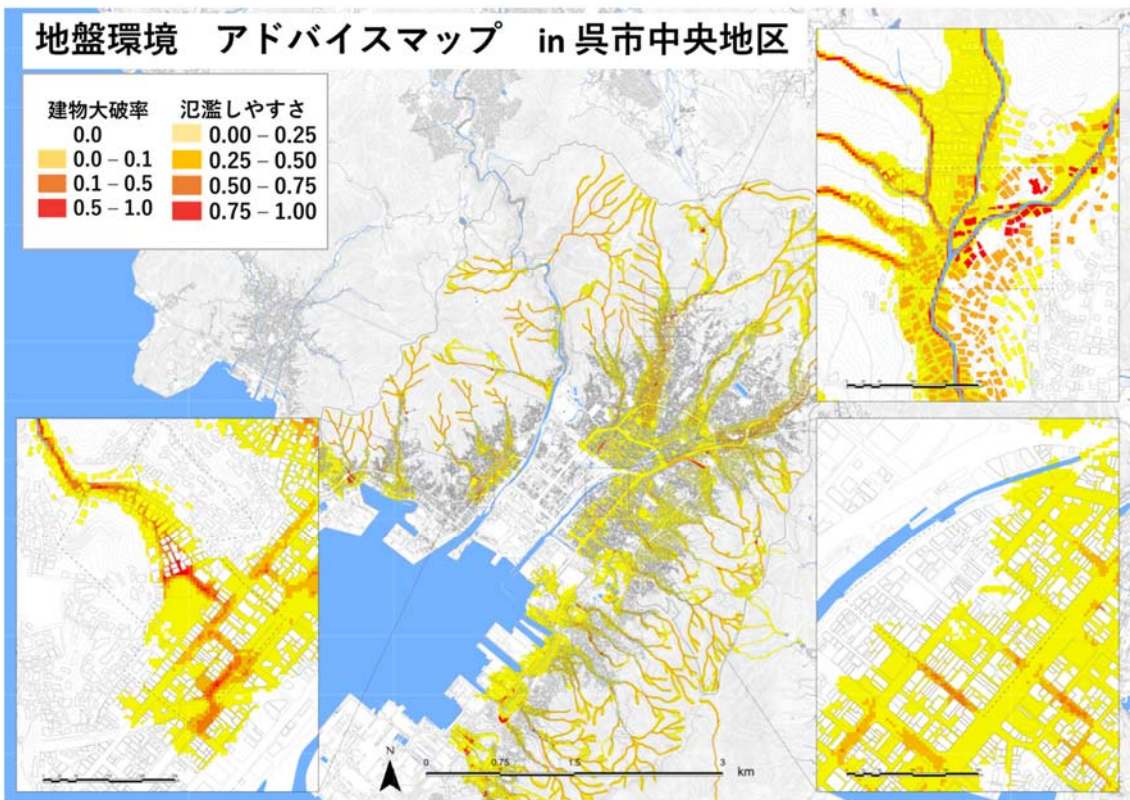 地盤環境 アドバイスマップ in 呉市中央地区
建物大破率 氾濫しやすさ
0.0 0.00 – 0.25
0.0 – 0.1 0.25 – 0.50
0.1 – 0.5 0.50 – 0.75
0.5 – 1.0 0.75 – 1.00
N
0 0.75 1.5 3
km